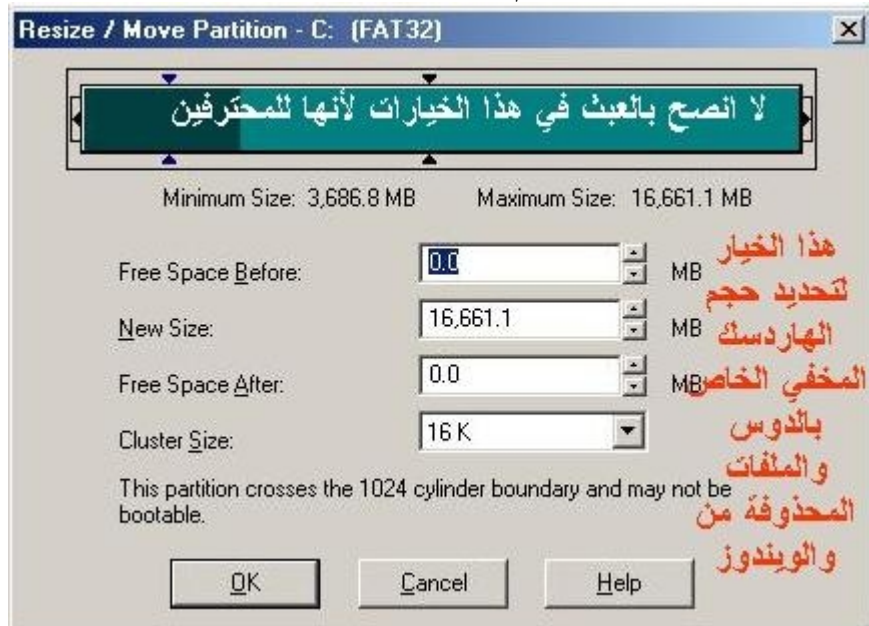 Resize / Move Partition - C: (FAT32)
لا انصح بالعبث في هذا الخيارات لأنها للمحترفين
Minimum Size: 3,686.8 MB Maximum Size: 16,661.1 MB
Free Space Before: 0.0 MB
New Size: 16,661.1 MB
Free Space After: 0.0 MB
Cluster Size: 16 K
This partition crosses the 1024 cylinder boundary and may not be
bootable.
هذا الخيار
لتحديد حجم
الهاردسك
المخفي الخاص
بالدوس
والملفات
المحذوفة من
والويندوز
OK Cancel Help